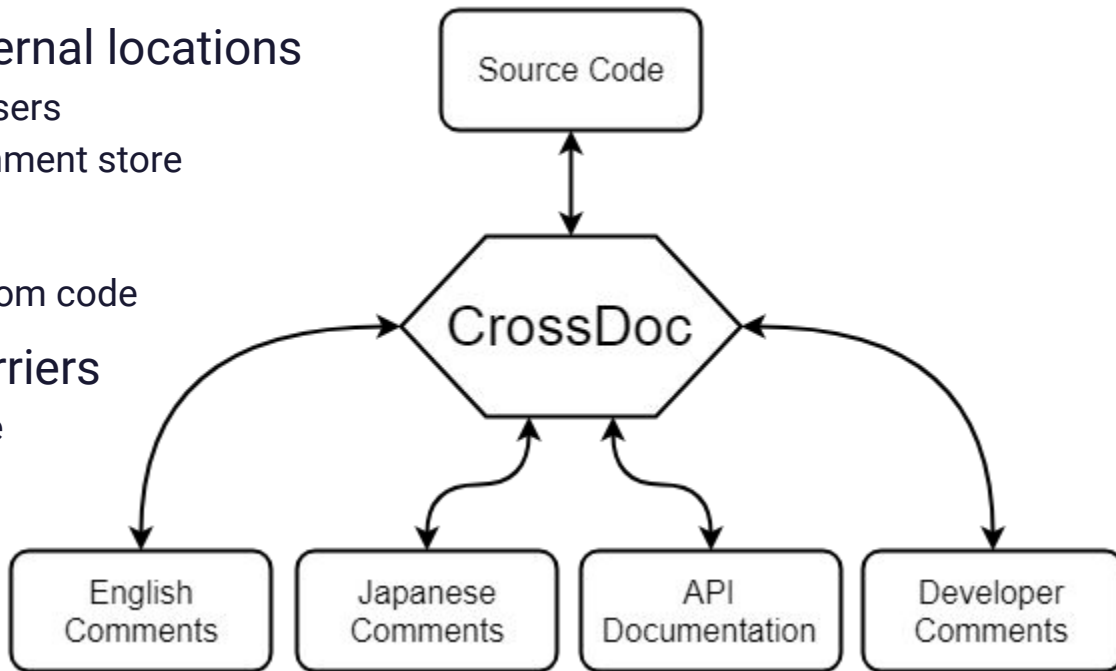 ernal locations
sers
ment store
om code
rriers
Source Code
CrossDoc
English
Comments
Japanese
Comments
API
Documentation
Developer
Comments